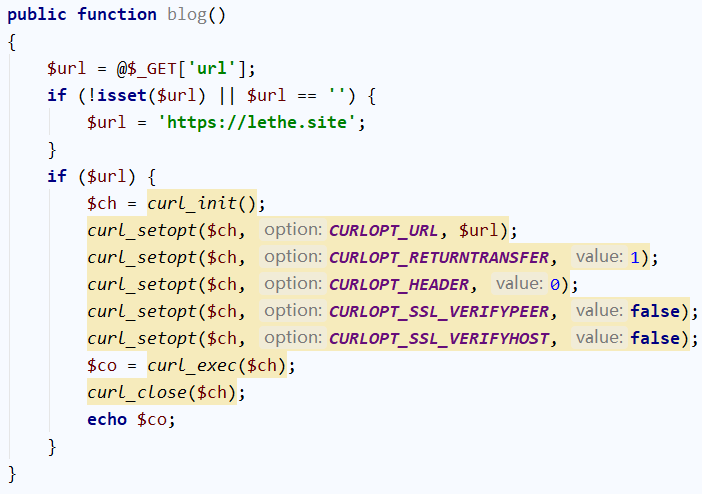 public function blog()
{
    $url = @$_GET['url'];
    if (!isset($url) || $url == '') {
        $url = 'https://lethe.site';
    }
    if ($url) {
        $ch = curl_init();
        curl_setopt($ch, option: CURLOPT_URL, $url);
        curl_setopt($ch, option: CURLOPT_RETURNTRANSFER, value: 1);
        curl_setopt($ch, option: CURLOPT_HEADER, value: 0);
        curl_setopt($ch, option: CURLOPT_SSL_VERIFYPEER, value: false);
        curl_setopt($ch, option: CURLOPT_SSL_VERIFYHOST, value: false);
        $co = curl_exec($ch);
        curl_close($ch);
        echo $co;
    }
}